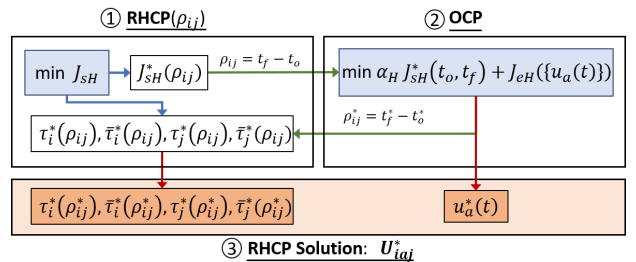 ① RHCP(ρ_ij)
② OCP
min J_sH
J*_sH(ρ_ij)
ρ_ij = t_f − t_o
min α_H J*_sH(t_o, t_f) + J_eH({u_a(t)})
ρ*_ij = t*_f − t*_o
τ*_i(ρ_ij), τ̄*_i(ρ_ij), τ*_j(ρ_ij), τ̄*_j(ρ_ij)
τ*_i(ρ*_ij), τ̄*_i(ρ*_ij), τ*_j(ρ*_ij), τ̄*_j(ρ*_ij)
u*_a(t)
③ RHCP Solution: U*_iaj